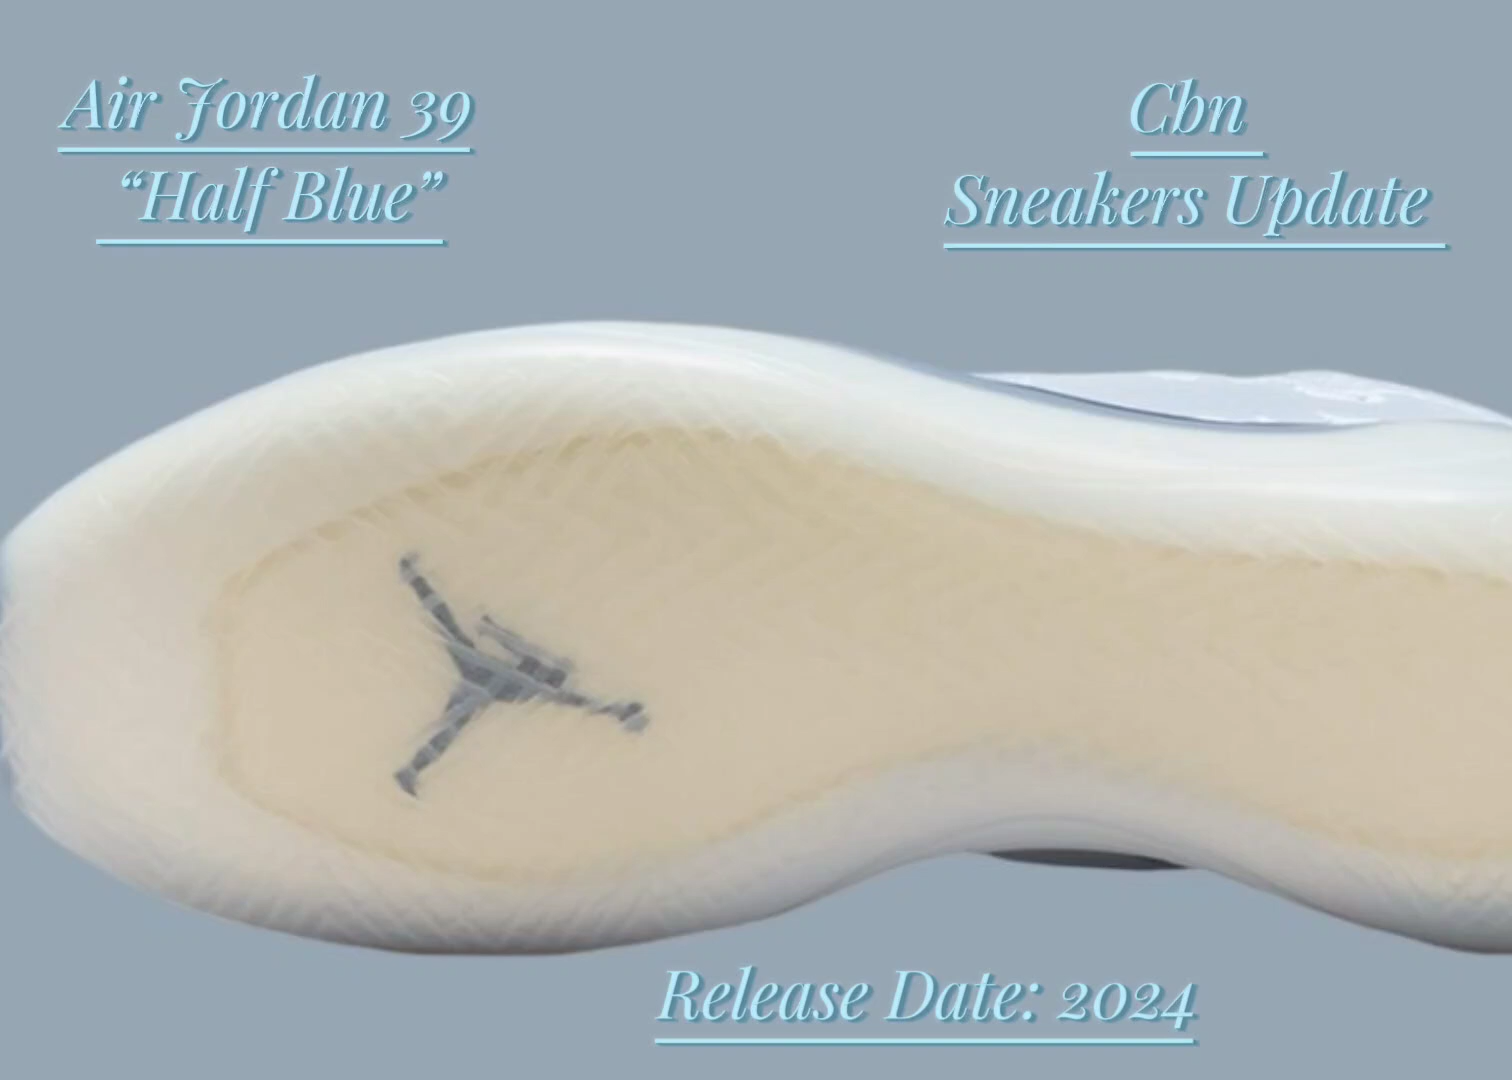 Air Jordan 39
“Half Blue”
Cbn
Sneakers Update
Release Date: 2024